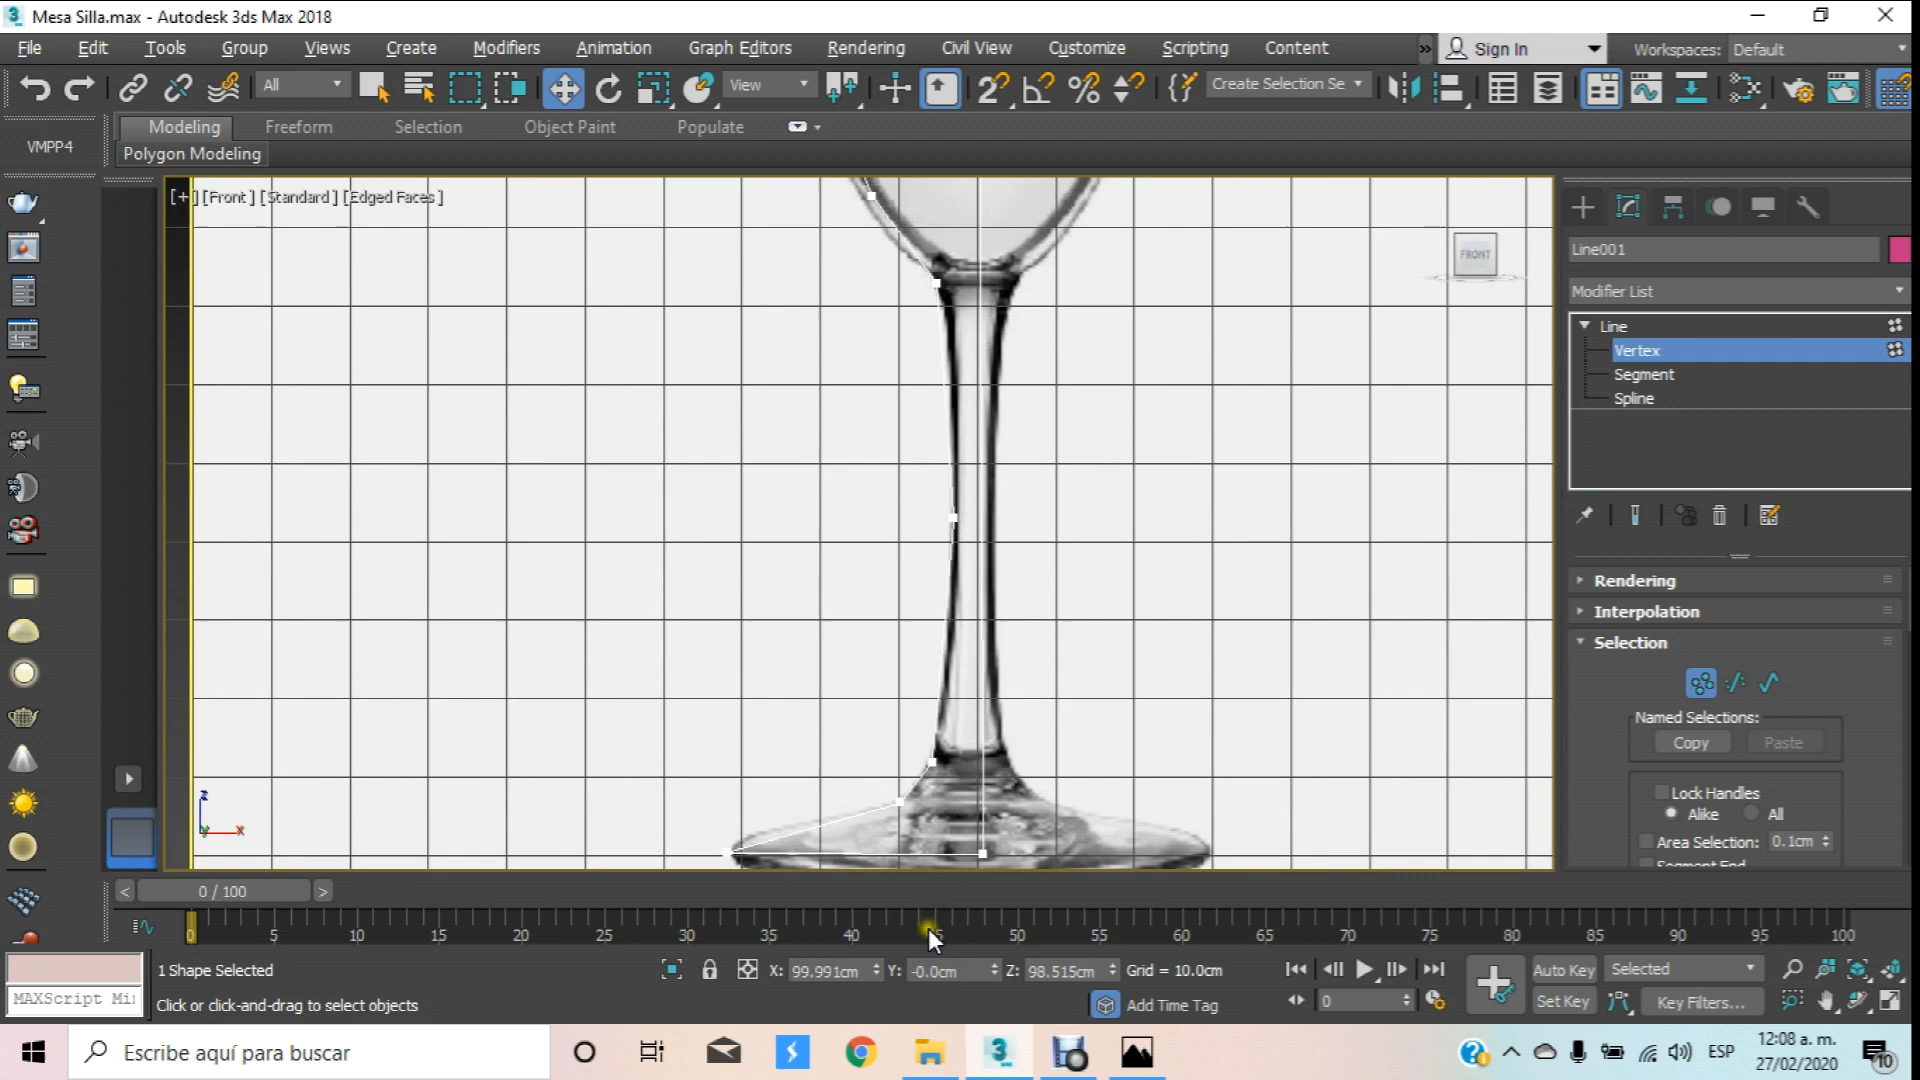 Mesa Silla.max - Autodesk 3ds Max 2018
File Edit Tools Group Views Create Modifiers Animation Graph Editors Rendering Civil View Customize Scripting Content » Sign In Workspaces: Default
All View Create Selection Se
VMPP4 Modeling Freeform Selection Object Paint Populate
Polygon Modeling
[+] [Front ] [Standard ] [Edged Faces ]
FRONT
z
y x
Line001
Modifier List
Line
Vertex
Segment
Spline
Rendering
Interpolation
Selection
Named Selections:
Copy Paste
Lock Handles
Alike All
Area Selection: 0.1cm
< 0 / 100 >
0 5 10 15 20 25 30 35 40 45 50 55 60 65 70 75 80 85 90 95 100
1 Shape Selected X: 99.991cm Y: -0.0cm Z: 98.515cm Grid = 10.0cm Auto Key Selected
MAXScript Mi Click or click-and-drag to select objects Add Time Tag 0 Set Key Key Filters...
Escribe aquí para buscar ESP 12:08 a. m.
27/02/2020 10